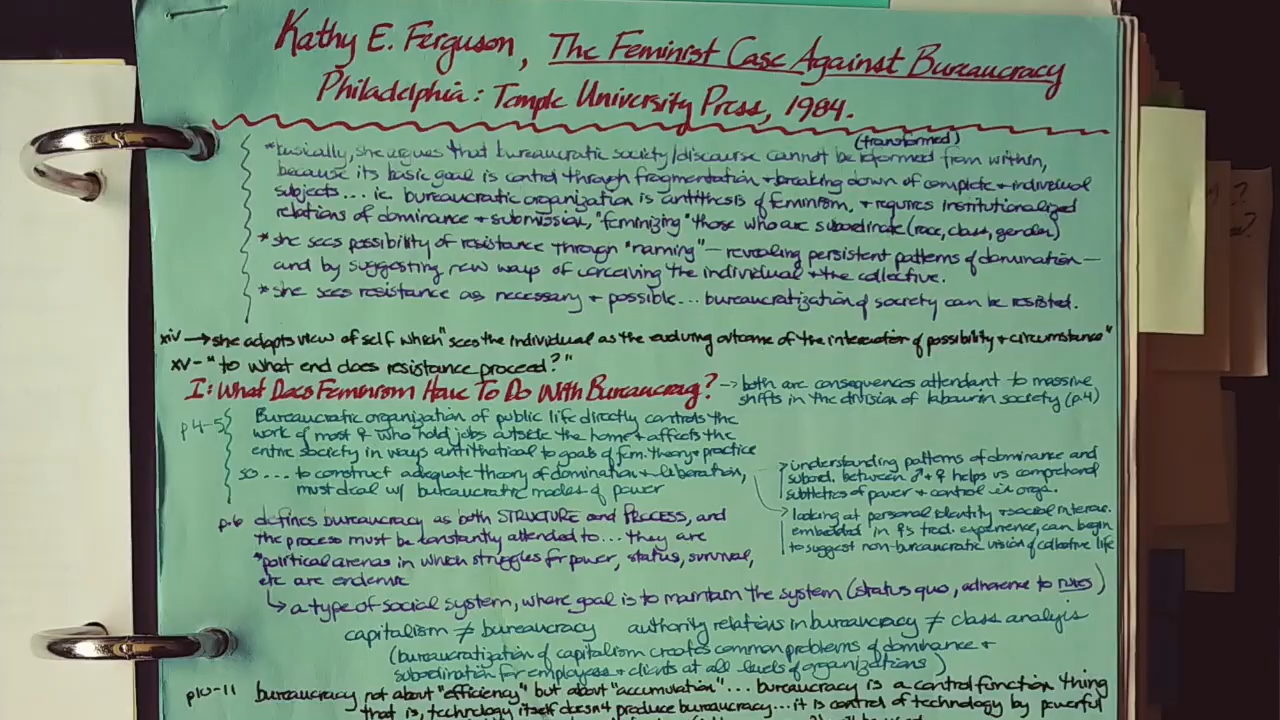 Kathy E. Ferguson, The Feminist Case Against Bureaucracy
Philadelphia: Temple University Press, 1984.
(transformed)
*basically, she argues that bureaucratic society/discourse cannot be reformed from within,
because its basic goal is control through fragmentation + breaking down of complete + individual
subjects... ie. bureaucratic organization is antithesis of feminism, + requires institutionalized
relations of dominance + submission, "feminizing" those who are subordinate (race, class, gender)
*she sees possibility of resistance through "naming" — revealing persistent patterns of domination —
and by suggesting new ways of conceiving the individual + the collective.
*she sees resistance as necessary + possible... bureaucratization of society can be resisted.
xiv → she adapts view of self which "sees the individual as the evolving outcome of the interaction of possibility + circumstance"
xv - "to what end does resistance proceed?"
I: What Does Feminism Have To Do With Bureaucracy? → both are consequences attendant to massive
shifts in the division of labour in society (p.4)
p4-5 Bureaucratic organization of public life directly controls the
work of most ♀ who hold jobs outside the home + affects the
entire society in ways antithetical to goals of fem. theory + practice
so.... to construct adequate theory of domination + liberation,
must deal w/ bureaucratic modes of power
> understanding patterns of dominance and
subord. between ♂ + ♀ helps us comprehend
subtleties of power + control in orgs.
> looking at personal identity + social interac.
embedded in ♀'s trad. experience, can begin
to suggest non-bureaucratic vision of collective life
p.6 defines bureaucracy as both STRUCTURE and PROCESS, and
the process must be constantly attended to... they are
"political arenas in which struggles for power, status, survival,
etc are endemic
↳ a type of social system, where goal is to maintain the system (status quo, adherence to rules)
capitalism ≠ bureaucracy authority relations in bureaucracy ≠ class analysis
(bureaucratization of capitalism creates common problems of dominance +
subordination for employees + clients at all levels of organizations)
p10-11 bureaucracy not about "efficiency" but about "accumulation"... bureaucracy is a control function thing
that is, technology itself doesn't produce bureaucracy... it is control of technology by powerful